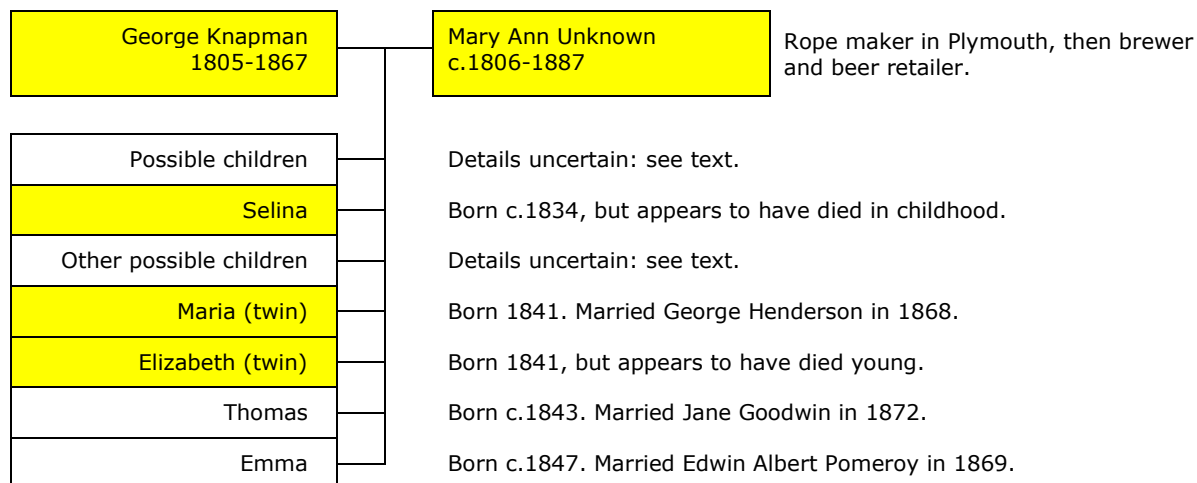 George Knapman
1805-1867
Mary Ann Unknown
c.1806-1887
Rope maker in Plymouth, then brewer
and beer retailer.
Possible children
Details uncertain: see text.
Selina
Born c.1834, but appears to have died in childhood.
Other possible children
Details uncertain: see text.
Maria (twin)
Born 1841. Married George Henderson in 1868.
Elizabeth (twin)
Born 1841, but appears to have died young.
Thomas
Born c.1843. Married Jane Goodwin in 1872.
Emma
Born c.1847. Married Edwin Albert Pomeroy in 1869.